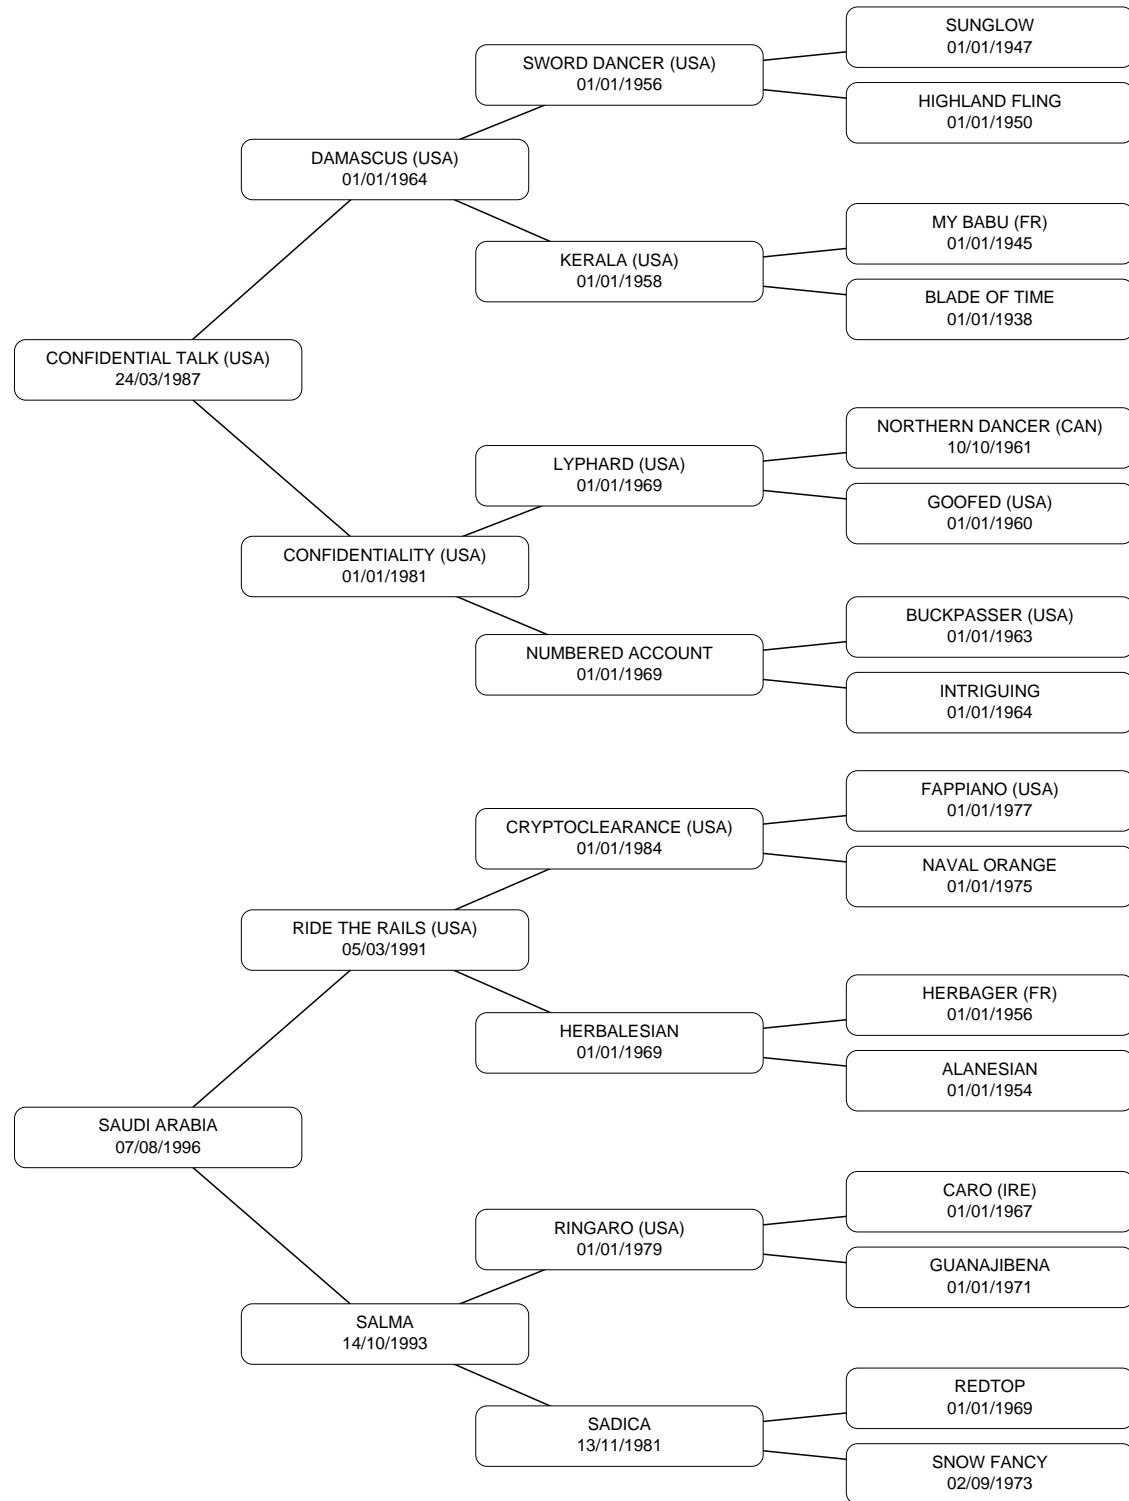 SUNGLOW
01/01/1947
SWORD DANCER (USA)
01/01/1956
HIGHLAND FLING
01/01/1950
DAMASCUS (USA)
01/01/1964
MY BABU (FR)
01/01/1945
KERALA (USA)
01/01/1958
BLADE OF TIME
01/01/1938
CONFIDENTIAL TALK (USA)
24/03/1987
NORTHERN DANCER (CAN)
10/10/1961
LYPHARD (USA)
01/01/1969
GOOFED (USA)
01/01/1960
CONFIDENTIALITY (USA)
01/01/1981
BUCKPASSER (USA)
01/01/1963
NUMBERED ACCOUNT
01/01/1969
INTRIGUING
01/01/1964
FAPPIANO (USA)
01/01/1977
CRYPTOCLEARANCE (USA)
01/01/1984
NAVAL ORANGE
01/01/1975
RIDE THE RAILS (USA)
05/03/1991
HERBAGER (FR)
01/01/1956
HERBALESIAN
01/01/1969
ALANESIAN
01/01/1954
SAUDI ARABIA
07/08/1996
CARO (IRE)
01/01/1967
RINGARO (USA)
01/01/1979
GUANAJIBENA
01/01/1971
SALMA
14/10/1993
REDTOP
01/01/1969
SADICA
13/11/1981
SNOW FANCY
02/09/1973